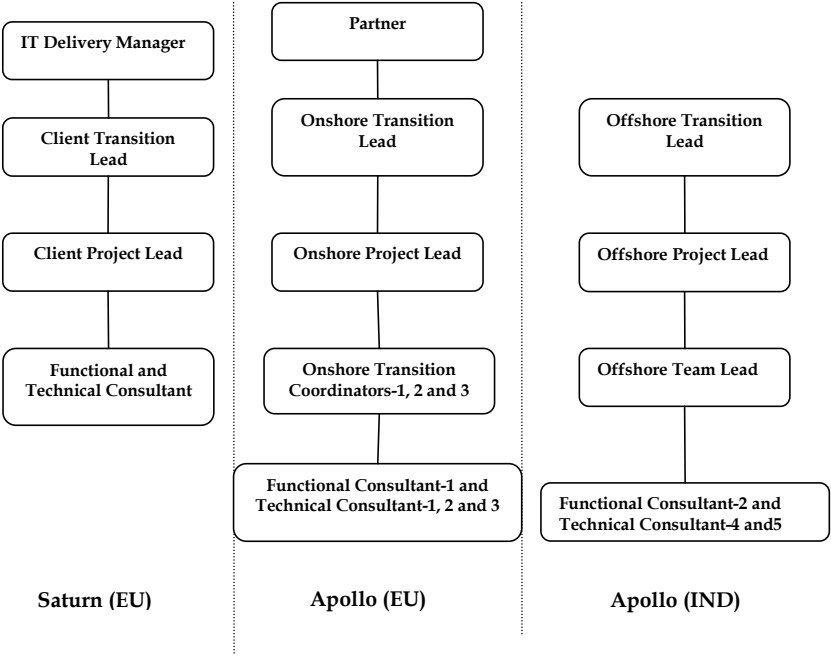 IT Delivery Manager
Client Transition
Lead
Client Project Lead
Functional and
Technical Consultant
Saturn (EU)
Partner
Onshore Transition
Lead
Onshore Project Lead
Onshore Transition
Coordinators-1, 2 and 3
Functional Consultant-1 and
Technical Consultant-1, 2 and 3
Apollo (EU)
Offshore Transition
Lead
Offshore Project Lead
Offshore Team Lead
Functional Consultant-2 and
Technical Consultant-4 and5
Apollo (IND)